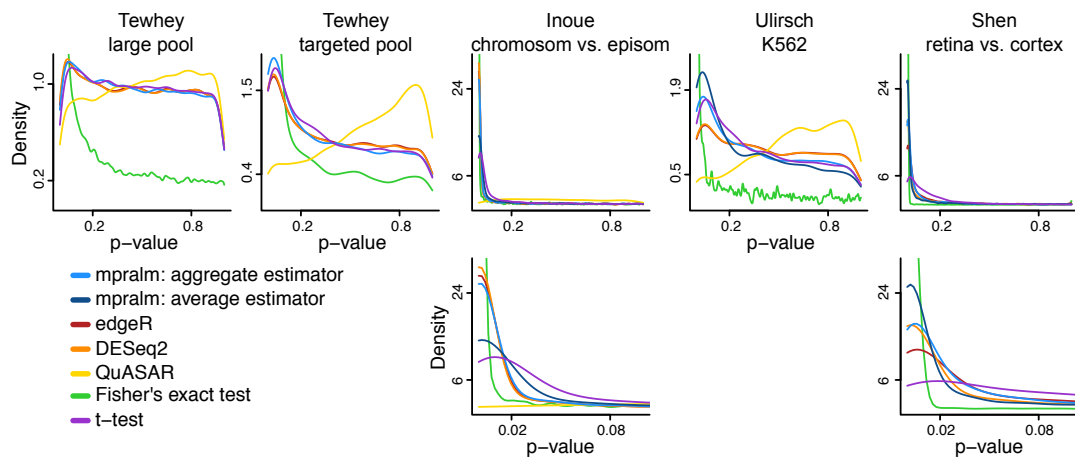 Tewhey
large pool
Tewhey
targeted pool
Inoue
chromosom vs. episom
Ulirsch
K562
Shen
retina vs. cortex
Density
1.0
0.2
0.2
0.8
p−value
1.5
0.4
0.2
0.8
p−value
24
6
0.2
0.8
p−value
1.9
0.5
0.2
0.8
p−value
24
6
0.2
0.8
p−value
mpralm: aggregate estimator
mpralm: average estimator
edgeR
DESeq2
QuASAR
Fisher's exact test
t−test
Density
24
6
0.02
0.08
p−value
Density
24
6
0.02
0.08
p−value